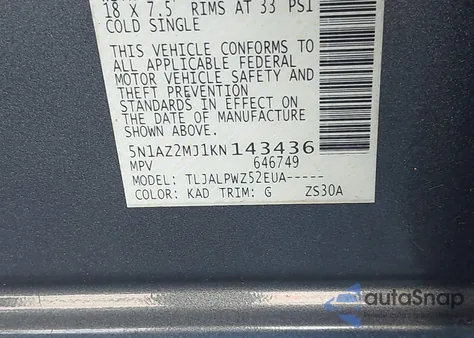 18 X 7.5 RIMS AT 33 PSI
COLD SINGLE
THIS VEHICLE CONFORMS TO
ALL APPLICABLE FEDERAL
MOTOR VEHICLE SAFETY AND
THEFT PREVENTION
STANDARDS IN EFFECT ON
THE DATE OF MANUFACTURE
SHOWN ABOVE.
5N1AZ2MJ1KN143436
MPV 646749
MODEL: TLJALPWZ52EUA-----
COLOR: KAD TRIM: G ZS30A
autoSnap